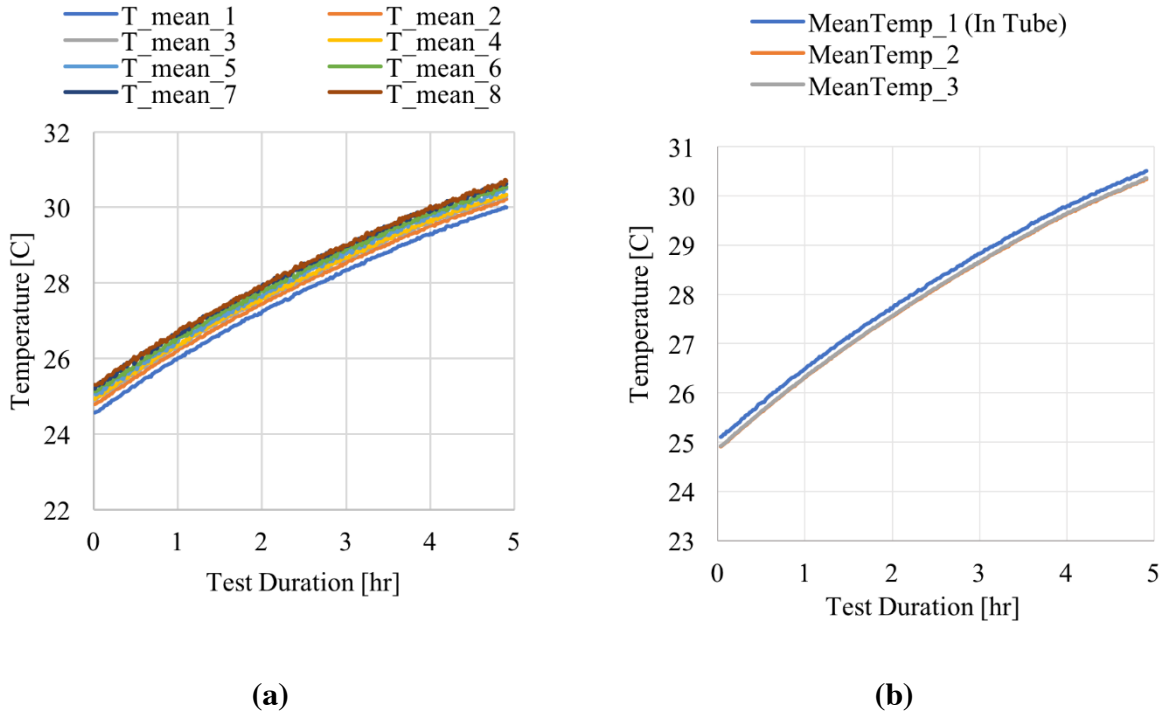 T_mean_1 T_mean_2
T_mean_3 T_mean_4
T_mean_5 T_mean_6
T_mean_7 T_mean_8
32
30
28
26
24
22
0 1 2 3 4 5
Temperature [C]
Test Duration [hr]
(a)
MeanTemp_1 (In Tube)
MeanTemp_2
MeanTemp_3
31
30
29
28
27
26
25
24
23
0 1 2 3 4 5
Temperature [C]
Test Duration [hr]
(b)